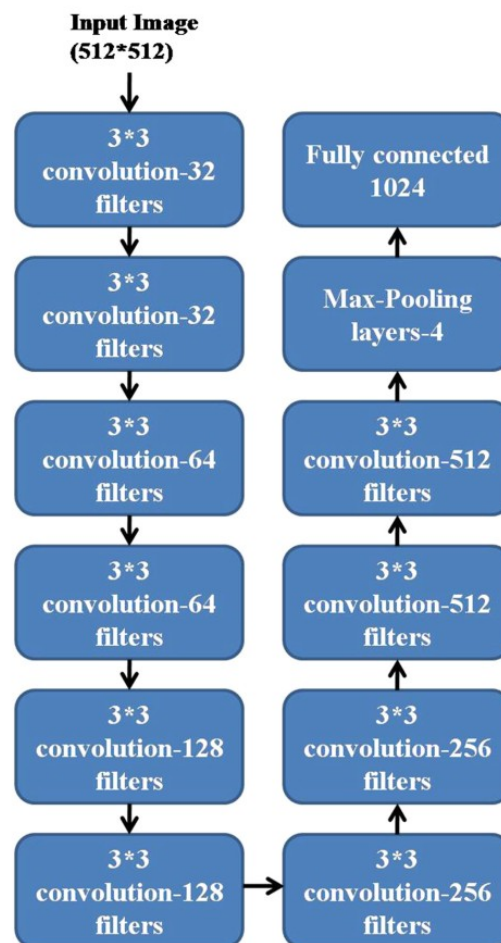 Input Image
(512*512)
3*3
convolution-32
filters
3*3
convolution-32
filters
3*3
convolution-64
filters
3*3
convolution-64
filters
3*3
convolution-128
filters
3*3
convolution-128
filters
3*3
convolution-256
filters
3*3
convolution-256
filters
3*3
convolution-512
filters
3*3
convolution-512
filters
Max-Pooling
layers-4
Fully connected
1024